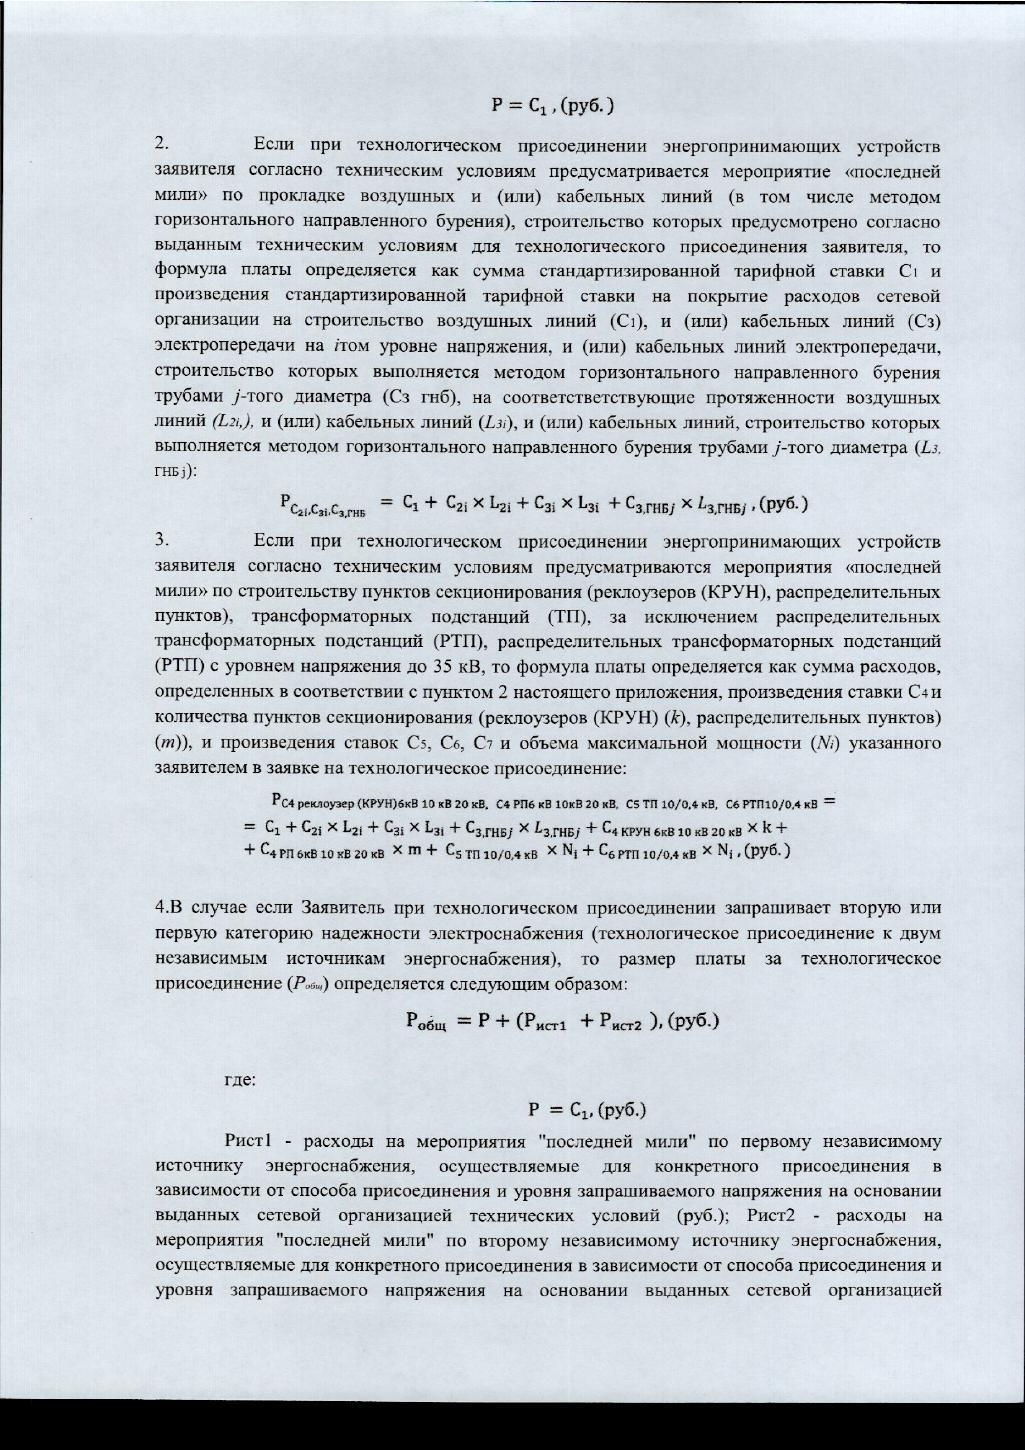 P = C₁ , (руб.)
2. Если при технологическом присоединении энергопринимающих устройств
заявителя согласно техническим условиям предусматривается мероприятие «последней
мили» по прокладке воздушных и (или) кабельных линий (в том числе методом
горизонтального направленного бурения), строительство которых предусмотрено согласно
выданным техническим условиям для технологического присоединения заявителя, то
формула платы определяется как сумма стандартизированной тарифной ставки C1 и
произведения стандартизированной тарифной ставки на покрытие расходов сетевой
организации на строительство воздушных линий (C1), и (или) кабельных линий (C3)
электропередачи на iтом уровне напряжения, и (или) кабельных линий электропередачи,
строительство которых выполняется методом горизонтального направленного бурения
трубами j-того диаметра (C3 гнб), на соответстветствующие протяженности воздушных
линий (L2i,), и (или) кабельных линий (L3i), и (или) кабельных линий, строительство которых
выполняется методом горизонтального направленного бурения трубами j-того диаметра (L3,
ГНБ j):
P C2i,C3i,C3,ГНБ = C₁ + C2i × L2i + C3i × L3i + C3,ГНБj × L3,ГНБj , (руб.)
3. Если при технологическом присоединении энергопринимающих устройств
заявителя согласно техническим условиям предусматриваются мероприятия «последней
мили» по строительству пунктов секционирования (реклоузеров (КРУН), распределительных
пунктов), трансформаторных подстанций (ТП), за исключением распределительных
трансформаторных подстанций (РТП), распределительных трансформаторных подстанций
(РТП) с уровнем напряжения до 35 кВ, то формула платы определяется как сумма расходов,
определенных в соответствии с пунктом 2 настоящего приложения, произведения ставки C4 и
количества пунктов секционирования (реклоузеров (КРУН) (k), распределительных пунктов)
(m)), и произведения ставок C5, C6, C7 и объема максимальной мощности (Ni) указанного
заявителем в заявке на технологическое присоединение:
P C4 реклоузер (КРУН)6кВ 10 кВ 20 кВ, C4 РП6 кВ 10кВ 20 кВ, C5 ТП 10/0,4 кВ, C6 РТП10/0,4 кВ =
= C₁ + C2i × L2i + C3i × L3i + C3,ГНБj × L3,ГНБj + C4 КРУН 6кВ 10 кВ 20 кВ × k +
+ C4 РП 6кВ 10 кВ 20 кВ × m + C5 ТП 10/0,4 кВ × Ni + C6 РТП 10/0,4 кВ × Ni , (руб.)
4.В случае если Заявитель при технологическом присоединении запрашивает вторую или
первую категорию надежности электроснабжения (технологическое присоединение к двум
независимым источникам энергоснабжения), то размер платы за технологическое
присоединение (Pобщ) определяется следующим образом:
Pобщ = P + (Pист1 + Pист2 ), (руб.)
где:
P = C₁, (руб.)
Pист1 - расходы на мероприятия "последней мили" по первому независимому
источнику энергоснабжения, осуществляемые для конкретного присоединения в
зависимости от способа присоединения и уровня запрашиваемого напряжения на основании
выданных сетевой организацией технических условий (руб.); Рист2 - расходы на
мероприятия "последней мили" по второму независимому источнику энергоснабжения,
осуществляемые для конкретного присоединения в зависимости от способа присоединения и
уровня запрашиваемого напряжения на основании выданных сетевой организацией